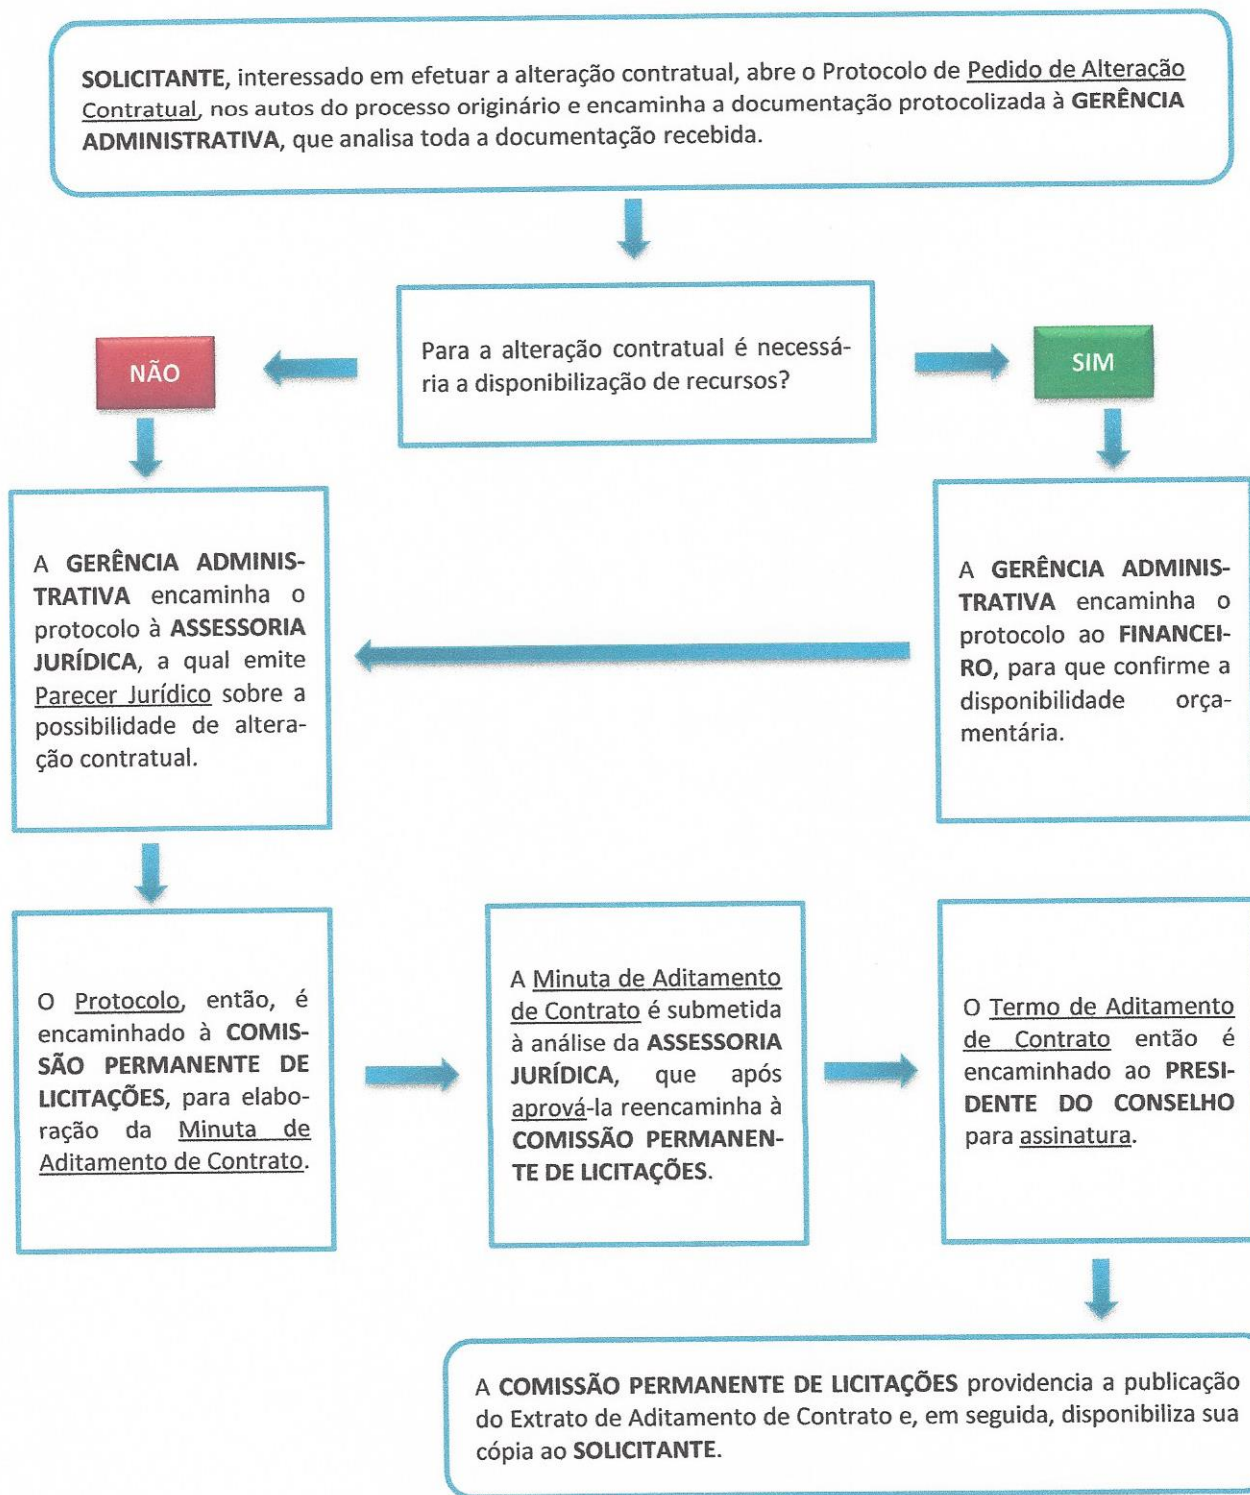 SOLICITANTE, interessado em efetuar a alteração contratual, abre o Protocolo de Pedido de Alteração
Contratual, nos autos do processo originário e encaminha a documentação protocolizada à GERÊNCIA
ADMINISTRATIVA, que analisa toda a documentação recebida.
Para a alteração contratual é necessá-
ria a disponibilização de recursos?
NÃO
SIM
A GERÊNCIA ADMINIS-
TRATIVA encaminha o
protocolo à ASSESSORIA
JURÍDICA, a qual emite
Parecer Jurídico sobre a
possibilidade de altera-
ção contratual.
A GERÊNCIA ADMINIS-
TRATIVA encaminha o
protocolo ao FINANCEI-
RO, para que confirme a
disponibilidade orça-
mentária.
O Protocolo, então, é
encaminhado à COMIS-
SÃO PERMANENTE DE
LICITAÇÕES, para elabo-
ração da Minuta de
Aditamento de Contrato.
A Minuta de Aditamento
de Contrato é submetida
à análise da ASSESSORIA
JURÍDICA, que após
aprová-la reencaminha à
COMISSÃO PERMANEN-
TE DE LICITAÇÕES.
O Termo de Aditamento
de Contrato então é
encaminhado ao PRESI-
DENTE DO CONSELHO
para assinatura.
A COMISSÃO PERMANENTE DE LICITAÇÕES providencia a publicação
do Extrato de Aditamento de Contrato e, em seguida, disponibiliza sua
cópia ao SOLICITANTE.